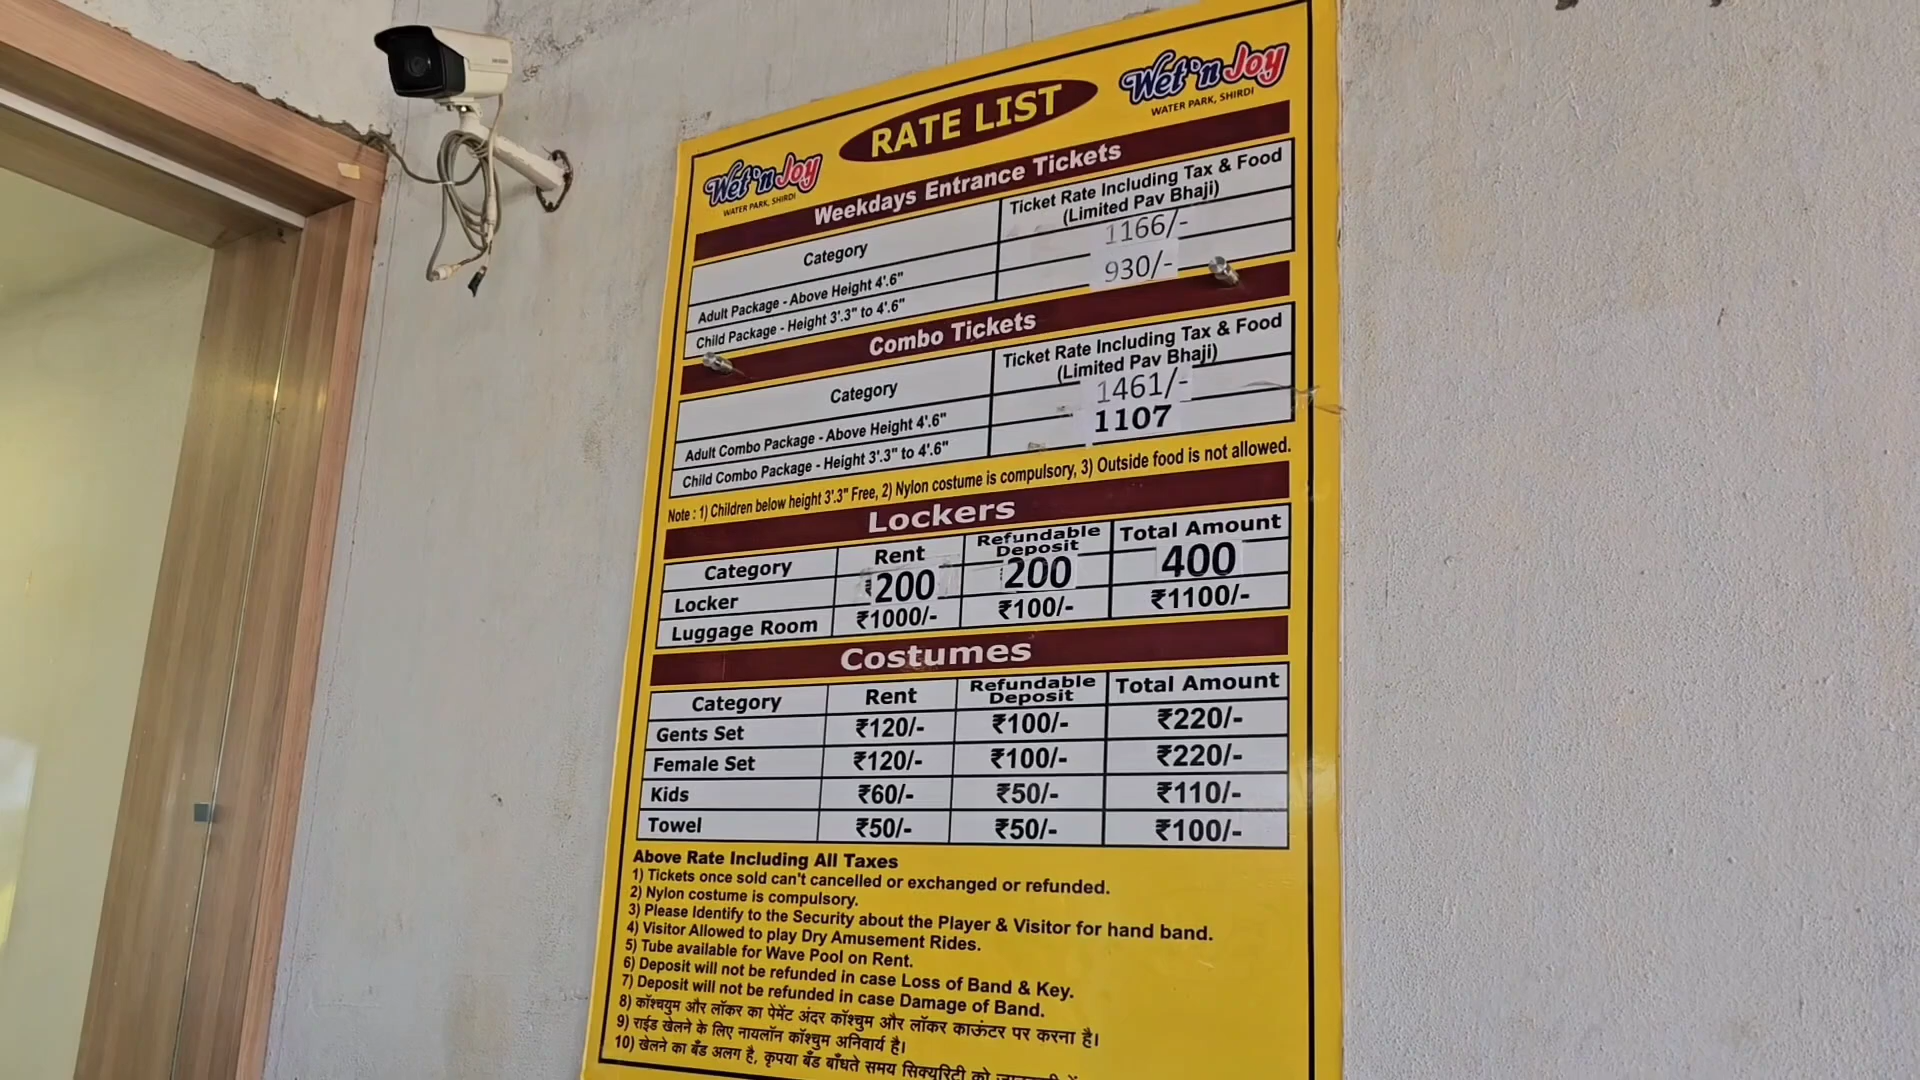 RATE LIST
Wet'nJoy
WATER PARK, SHIRDI
Wet'nJoy
WATER PARK, SHIRDI
Weekdays Entrance Tickets
Category
Ticket Rate Including Tax & Food
(Limited Pav Bhaji)
Adult Package - Above Height 4'.6"
1166/-
Child Package - Height 3'.3" to 4'.6"
930/-
Combo Tickets
Category
Ticket Rate Including Tax & Food
(Limited Pav Bhaji)
Adult Combo Package - Above Height 4'.6"
1461/-
Child Combo Package - Height 3'.3" to 4'.6"
1107
Note : 1) Children below height 3'.3" Free, 2) Nylon costume is compulsory, 3) Outside food is not allowed.
Lockers
Category Rent Refundable Deposit Total Amount
Locker ₹200 200 400
Luggage Room ₹1000/- ₹100/- ₹1100/-
Costumes
Category Rent Refundable Deposit Total Amount
Gents Set ₹120/- ₹100/- ₹220/-
Female Set ₹120/- ₹100/- ₹220/-
Kids ₹60/- ₹50/- ₹110/-
Towel ₹50/- ₹50/- ₹100/-
Above Rate Including All Taxes
1) Tickets once sold can't cancelled or exchanged or refunded.
2) Nylon costume is compulsory.
3) Please Identify to the Security about the Player & Visitor for hand band.
4) Visitor Allowed to play Dry Amusement Rides.
5) Tube available for Wave Pool on Rent.
6) Deposit will not be refunded in case Loss of Band & Key.
7) Deposit will not be refunded in case Damage of Band.
8) कॉश्चयुम और लॉकर का पेमेंट अंदर कॉश्चुम और लॉकर काऊंटर पर करना है।
9) राईड खेलने के लिए नायलॉन कॉश्चुम अनिवार्य है।
10) खेलने का बँड अलग है, कृपया बँड बाँधते समय सिक्युरिटी को